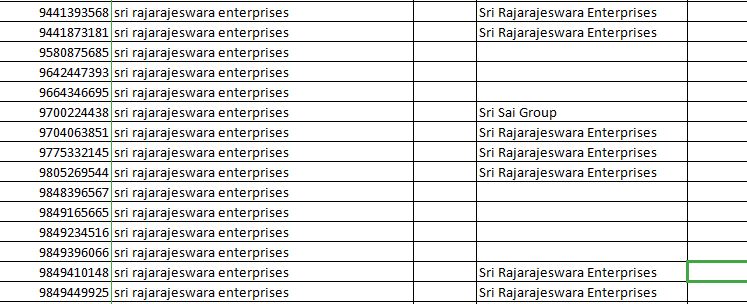 9441393568 sri rajarajeswara enterprises Sri Rajarajeswara Enterprises
9441873181 sri rajarajeswara enterprises Sri Rajarajeswara Enterprises
9580875685 sri rajarajeswara enterprises
9642447393 sri rajarajeswara enterprises
9664346695 sri rajarajeswara enterprises
9700224438 sri rajarajeswara enterprises Sri Sai Group
9704063851 sri rajarajeswara enterprises Sri Rajarajeswara Enterprises
9775332145 sri rajarajeswara enterprises Sri Rajarajeswara Enterprises
9805269544 sri rajarajeswara enterprises Sri Rajarajeswara Enterprises
9848396567 sri rajarajeswara enterprises
9849165665 sri rajarajeswara enterprises
9849234516 sri rajarajeswara enterprises
9849396066 sri rajarajeswara enterprises
9849410148 sri rajarajeswara enterprises Sri Rajarajeswara Enterprises
9849449925 sri rajarajeswara enterprises Sri Rajarajeswara Enterprises